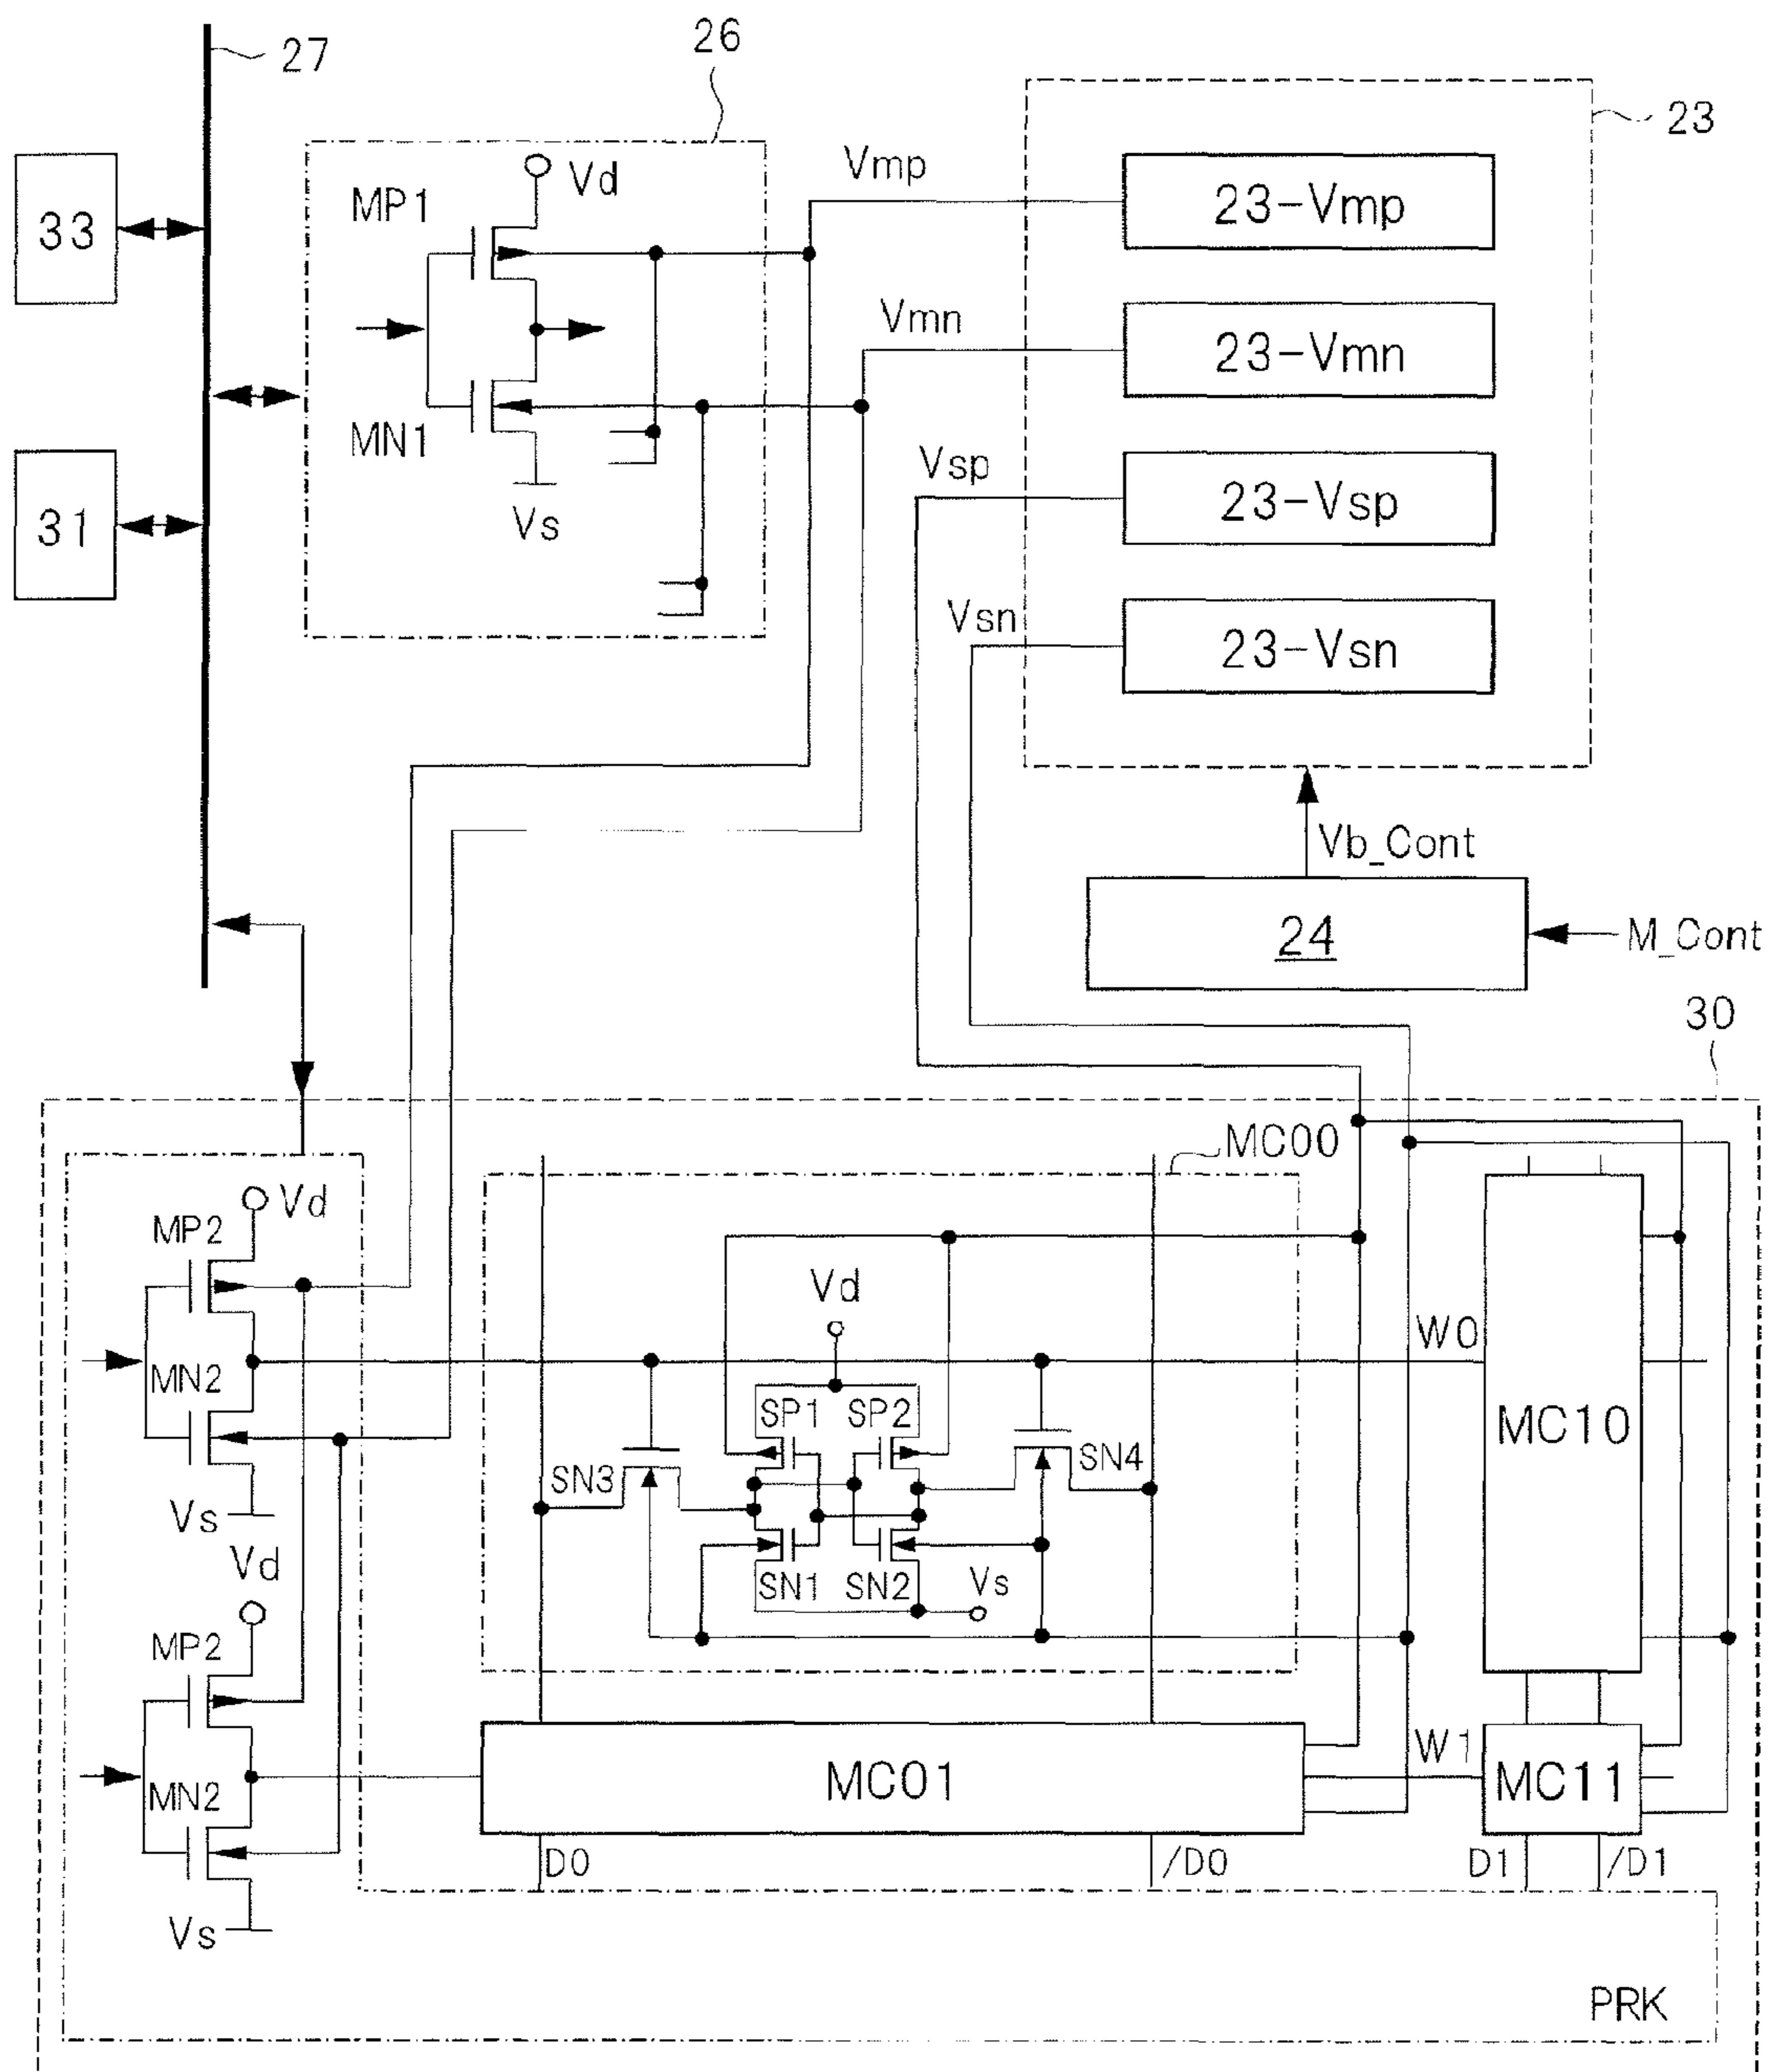 27
26
23
33
31
Vd
MP1
MN1
Vs
Vmp
Vmn
Vsp
Vsn
23-Vmp
23-Vmn
23-Vsp
23-Vsn
Vb_Cont
24
M_Cont
30
MC00
Vd
MP2
MN2
Vs
Vd
MP2
MN2
Vs
Vd
SP1
SP2
SN3
SN4
SN1
SN2
Vs
W0
MC10
MC01
W1
MC11
D0
/D0
D1
/D1
PRK